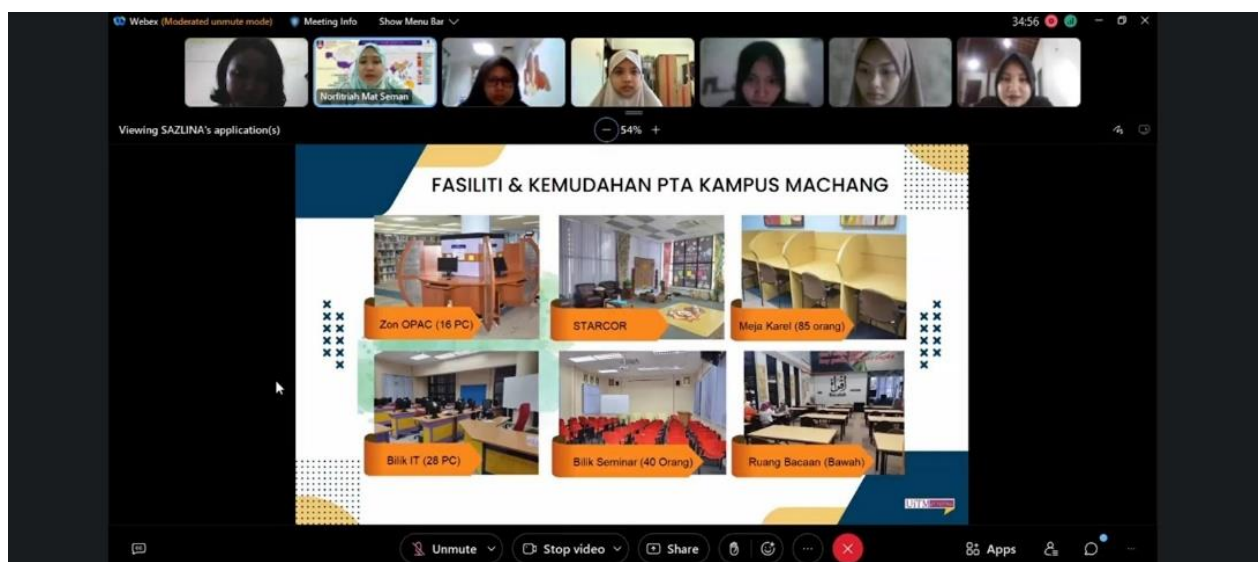 Webex (Moderated unmute mode) Meeting Info Show Menu Bar 34:56
Norfitriah Mat Seman
Viewing SAZLINA's application(s) 54%
FASILITI & KEMUDAHAN PTA KAMPUS MACHANG
Zon OPAC (16 PC)
STARCOR
Meja Karel (85 orang)
Bilik IT (28 PC)
Bilik Seminar (40 Orang)
Ruang Bacaan (Bawah)
Unmute Stop video Share Apps